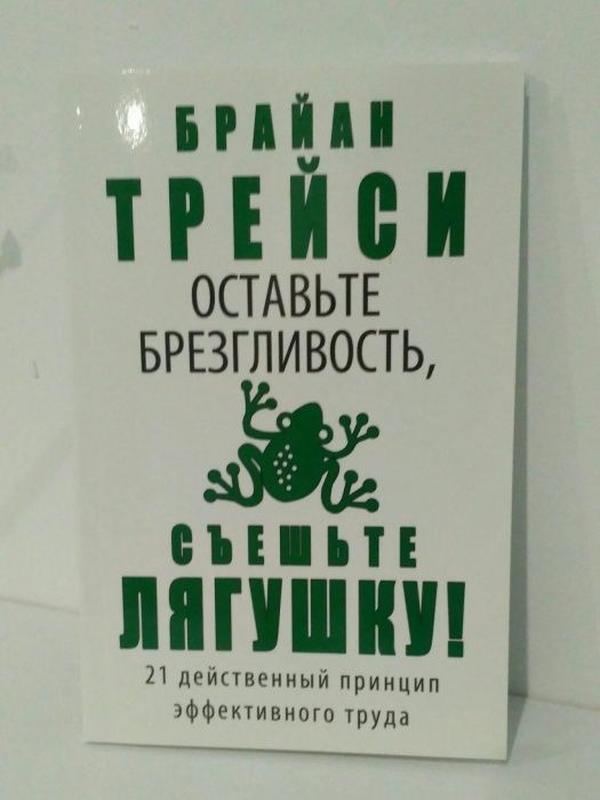 БРАЙАН
ТРЕЙСИ
ОСТАВЬТЕ
БРЕЗГЛИВОСТЬ,
СЪЕШЬТЕ
ЛЯГУШКУ!
21 действенный принцип
эффективного труда